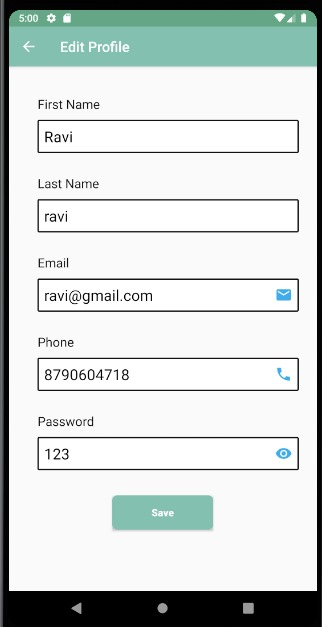 5:00
Edit Profile
First Name
Ravi
Last Name
ravi
Email
ravi@gmail.com
Phone
8790604718
Password
123
Save